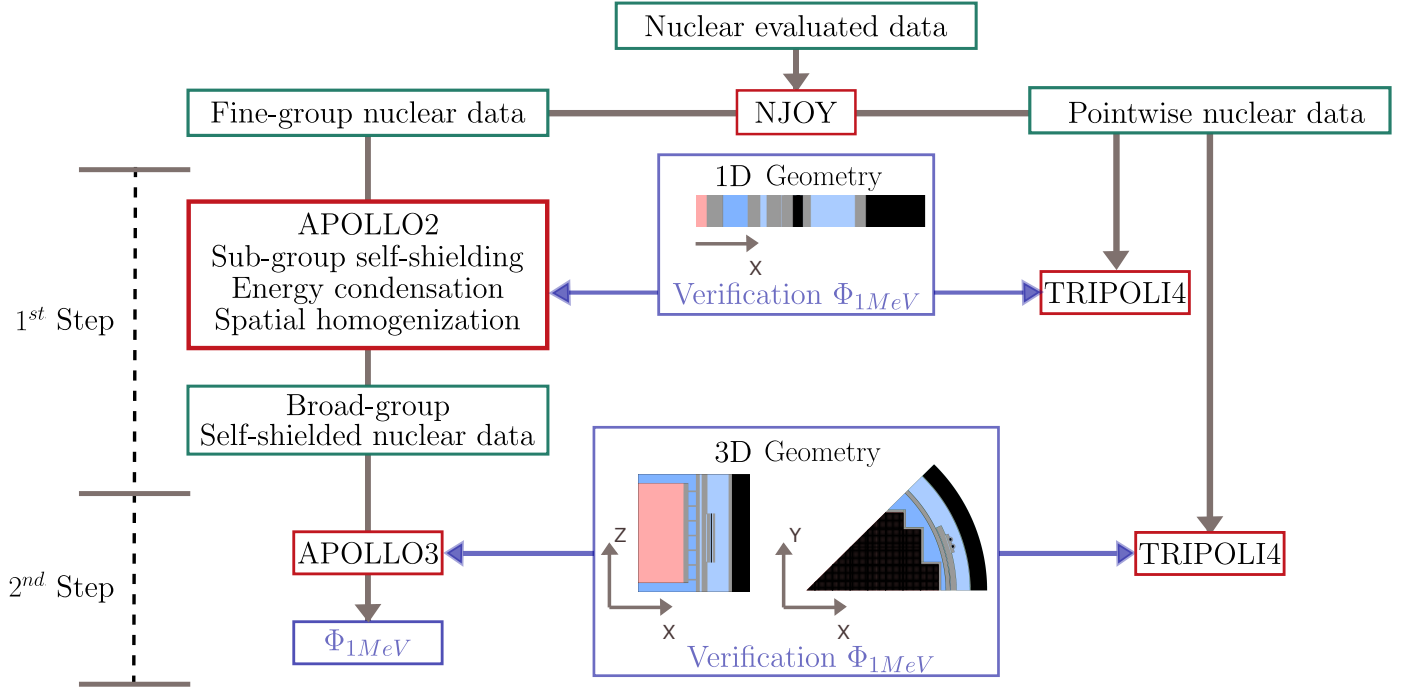 Nuclear evaluated data
Fine-group nuclear data
NJOY
Pointwise nuclear data
1D Geometry
X
Verification Φ1MeV
APOLLO2
Sub-group self-shielding
Energy condensation
Spatial homogenization
TRIPOLI4
1st Step
Broad-group
Self-shielded nuclear data
3D Geometry
Z
X
Y
X
Verification Φ1MeV
APOLLO3
TRIPOLI4
2nd Step
Φ1MeV